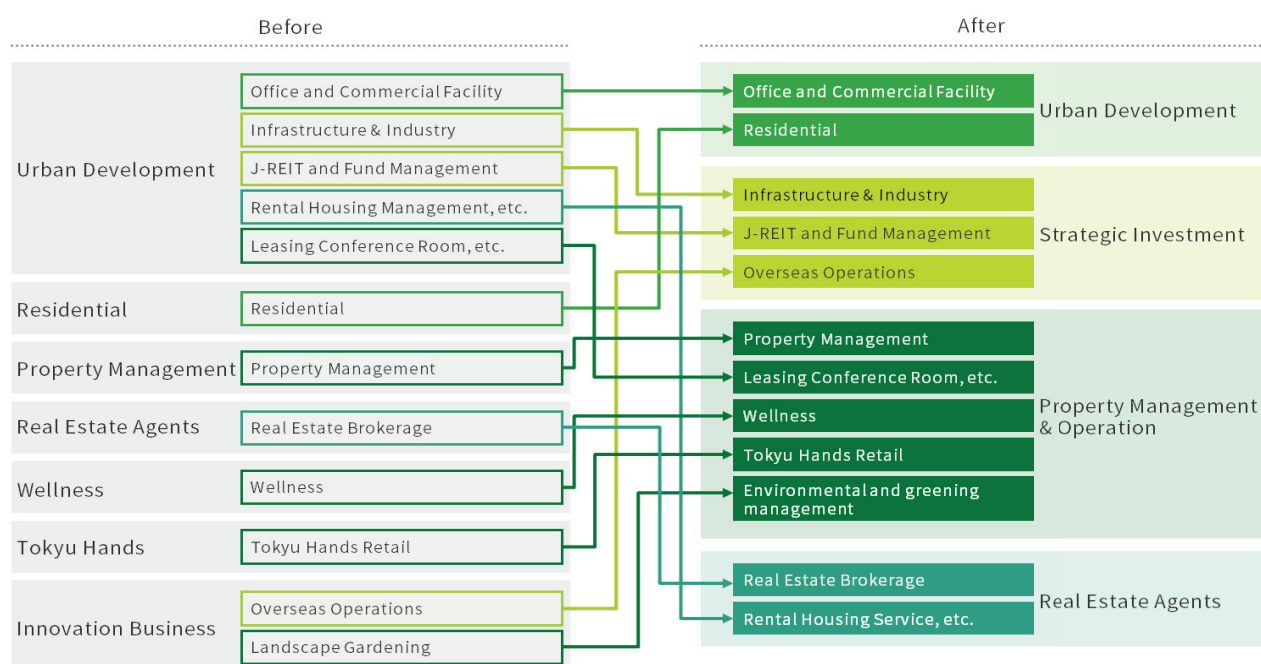 Before
Urban Development
Office and Commercial Facility
Infrastructure & Industry
J-REIT and Fund Management
Rental Housing Management, etc.
Leasing Conference Room, etc.
Residential
Residential
Property Management
Property Management
Real Estate Agents
Real Estate Brokerage
Wellness
Wellness
Tokyu Hands
Tokyu Hands Retail
Innovation Business
Overseas Operations
Landscape Gardening
After
Office and Commercial Facility
Residential
Urban Development
Infrastructure & Industry
J-REIT and Fund Management
Overseas Operations
Strategic Investment
Property Management
Leasing Conference Room, etc.
Wellness
Tokyu Hands Retail
Environmental and greening
management
Property Management
& Operation
Real Estate Brokerage
Rental Housing Service, etc.
Real Estate Agents